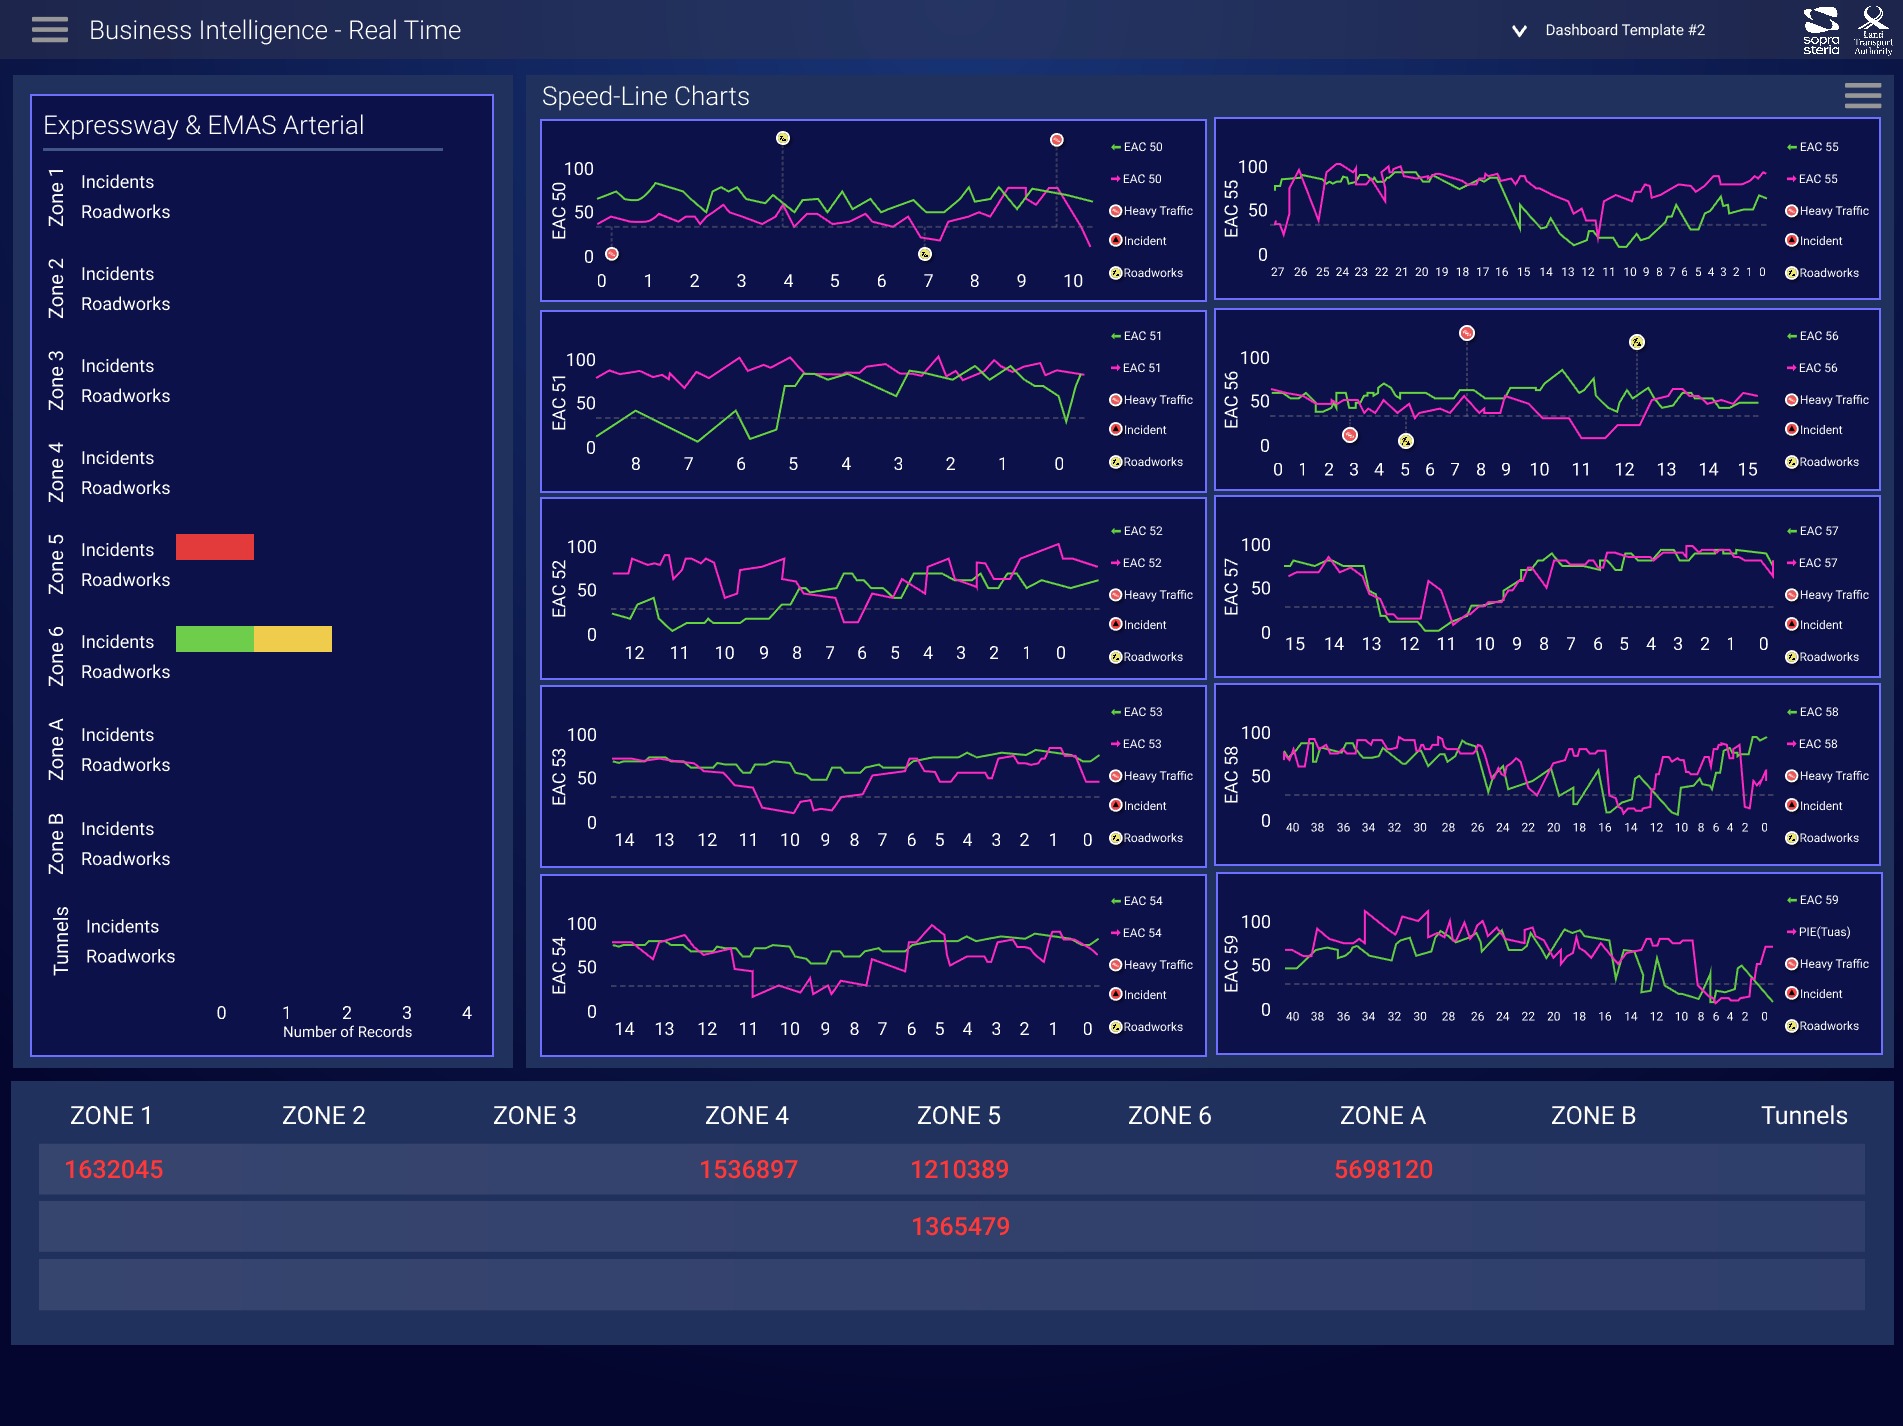 Business Intelligence - Real Time
Dashboard Template #2
sopra steria
Land Transport Authority
Expressway & EMAS Arterial
Zone 1
Incidents
Roadworks
Zone 2
Incidents
Roadworks
Zone 3
Incidents
Roadworks
Zone 4
Incidents
Roadworks
Zone 5
Incidents
Roadworks
Zone 6
Incidents
Roadworks
Zone A
Incidents
Roadworks
Zone B
Incidents
Roadworks
Tunnels
Incidents
Roadworks
0 1 2 3 4
Number of Records
Speed-Line Charts
EAC 50
100
50
0
0 1 2 3 4 5 6 7 8 9 10
EAC 50
EAC 50
Heavy Traffic
Incident
Roadworks
EAC 55
100
50
0
27 26 25 24 23 22 21 20 19 18 17 16 15 14 13 12 11 10 9 8 7 6 5 4 3 2 1 0
EAC 55
EAC 55
Heavy Traffic
Incident
Roadworks
EAC 51
100
50
0
8 7 6 5 4 3 2 1 0
EAC 51
EAC 51
Heavy Traffic
Incident
Roadworks
EAC 56
100
50
0
0 1 2 3 4 5 6 7 8 9 10 11 12 13 14 15
EAC 56
EAC 56
Heavy Traffic
Incident
Roadworks
EAC 52
100
50
0
12 11 10 9 8 7 6 5 4 3 2 1 0
EAC 52
EAC 52
Heavy Traffic
Incident
Roadworks
EAC 57
100
50
0
15 14 13 12 11 10 9 8 7 6 5 4 3 2 1 0
EAC 57
EAC 57
Heavy Traffic
Incident
Roadworks
EAC 53
100
50
0
14 13 12 11 10 9 8 7 6 5 4 3 2 1 0
EAC 53
EAC 53
Heavy Traffic
Incident
Roadworks
EAC 58
100
50
0
40 38 36 34 32 30 28 26 24 22 20 18 16 14 12 10 8 6 4 2 0
EAC 58
EAC 58
Heavy Traffic
Incident
Roadworks
EAC 54
100
50
0
14 13 12 11 10 9 8 7 6 5 4 3 2 1 0
EAC 54
EAC 54
Heavy Traffic
Incident
Roadworks
EAC 59
100
50
0
40 38 36 34 32 30 28 26 24 22 20 18 16 14 12 10 8 6 4 2 0
EAC 59
PIE(Tuas)
Heavy Traffic
Incident
Roadworks
ZONE 1 ZONE 2 ZONE 3 ZONE 4 ZONE 5 ZONE 6 ZONE A ZONE B Tunnels
1632045 1536897 1210389 5698120
1365479